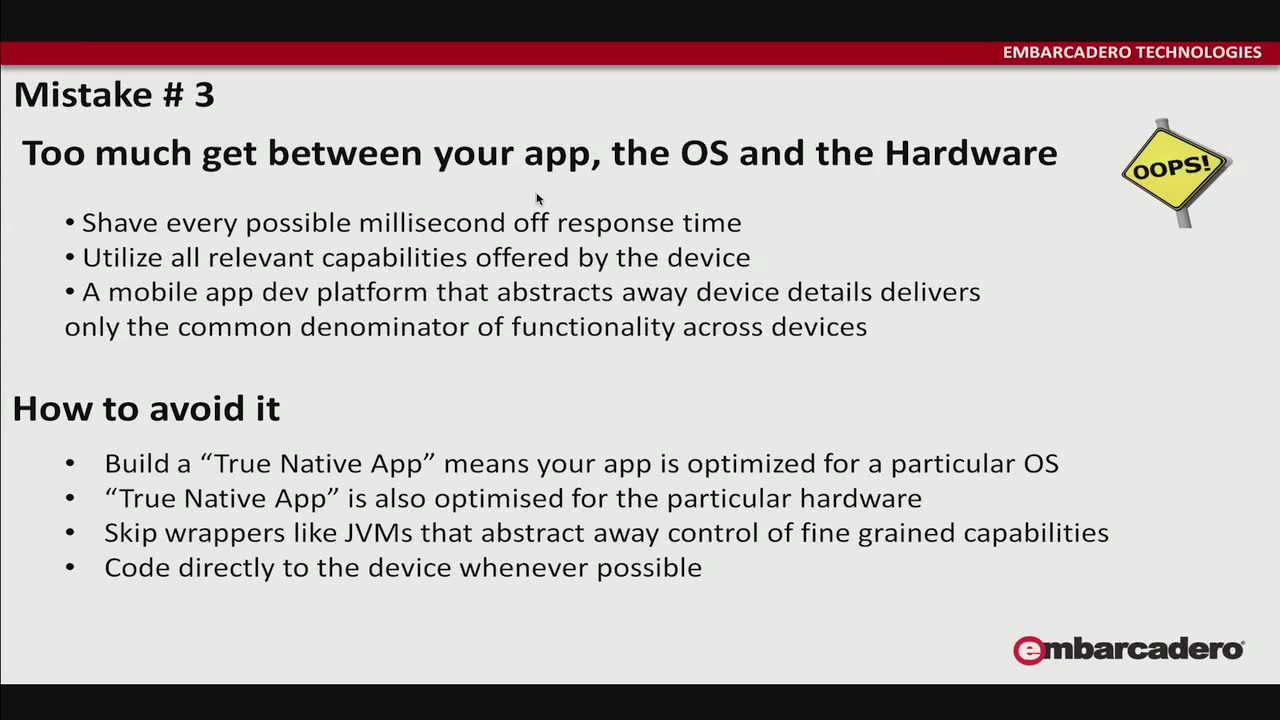 EMBARCADERO TECHNOLOGIES
Mistake # 3
Too much get between your app, the OS and the Hardware
OOPS!
• Shave every possible millisecond off response time
• Utilize all relevant capabilities offered by the device
• A mobile app dev platform that abstracts away device details delivers
only the common denominator of functionality across devices
How to avoid it
• Build a “True Native App” means your app is optimized for a particular OS
• “True Native App” is also optimised for the particular hardware
• Skip wrappers like JVMs that abstract away control of fine grained capabilities
• Code directly to the device whenever possible
embarcadero